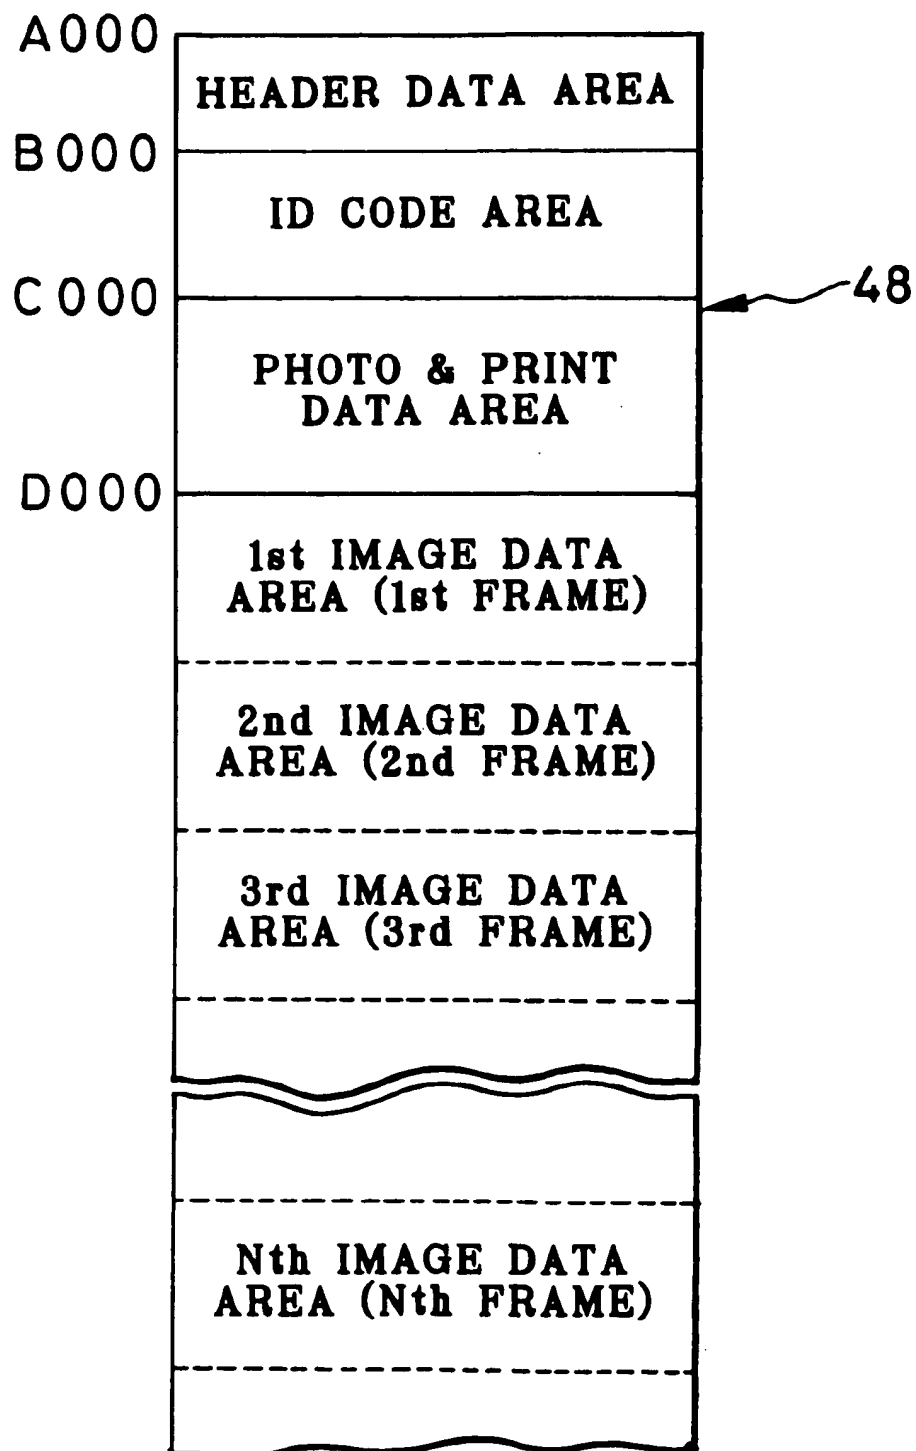 A000
HEADER DATA AREA
B000
ID CODE AREA
C000
48
PHOTO & PRINT
DATA AREA
D000
1st IMAGE DATA
AREA (1st FRAME)
2nd IMAGE DATA
AREA (2nd FRAME)
3rd IMAGE DATA
AREA (3rd FRAME)
Nth IMAGE DATA
AREA (Nth FRAME)